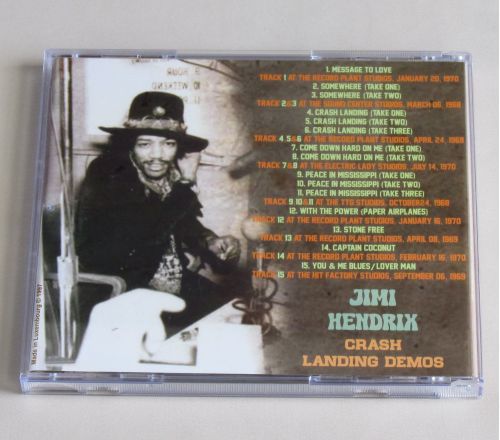 1. MESSAGE TO LOVE
TRACK 1 AT THE RECORD PLANT STUDIOS, JANUARY 20, 1970
2. SOMEWHERE (TAKE ONE)
3. SOMEWHERE (TAKE TWO)
TRACK 2&3 AT THE SOUND CENTER STUDIOS, MARCH 06, 1968
4. CRASH LANDING (TAKE ONE)
5. CRASH LANDING (TAKE TWO)
6. CRASH LANDING (TAKE THREE)
TRACK 4,5&6 AT THE RECORD PLANT STUDIOS, APRIL 24, 1968
7. COME DOWN HARD ON ME (TAKE ONE)
8. COME DOWN HARD ON ME (TAKE TWO)
TRACK 7&8 AT THE ELECTRIC LADY STUDIOS, JULY 14, 1970
9. PEACE IN MISSISSIPPI (TAKE ONE)
10. PEACE IN MISSISSIPPI (TAKE TWO)
11. PEACE IN MISSISSIPPI (TAKE THREE)
TRACK 9 10&11 AT THE TTG STUDIOS, OCTOBER 24, 1968
12. WITH THE POWER (PAPER AIRPLANES)
TRACK 12 AT THE RECORD PLANT STUDIOS, JANUARY 16, 1970
13. STONE FREE
TRACK 13 AT THE RECORD PLANT STUDIOS, APRIL 09, 1969
14. CAPTAIN COCONUT
TRACK 14 AT THE RECORD PLANT STUDIOS, FEBRUARY 16, 1970
15. YOU & ME BLUES/LOVER MAN
TRACK 15 AT THE HIT FACTORY STUDIOS, SEPTEMBER 06, 1969
JIMI
HENDRIX
CRASH
LANDING DEMOS
Made in Luxembourg © 1997